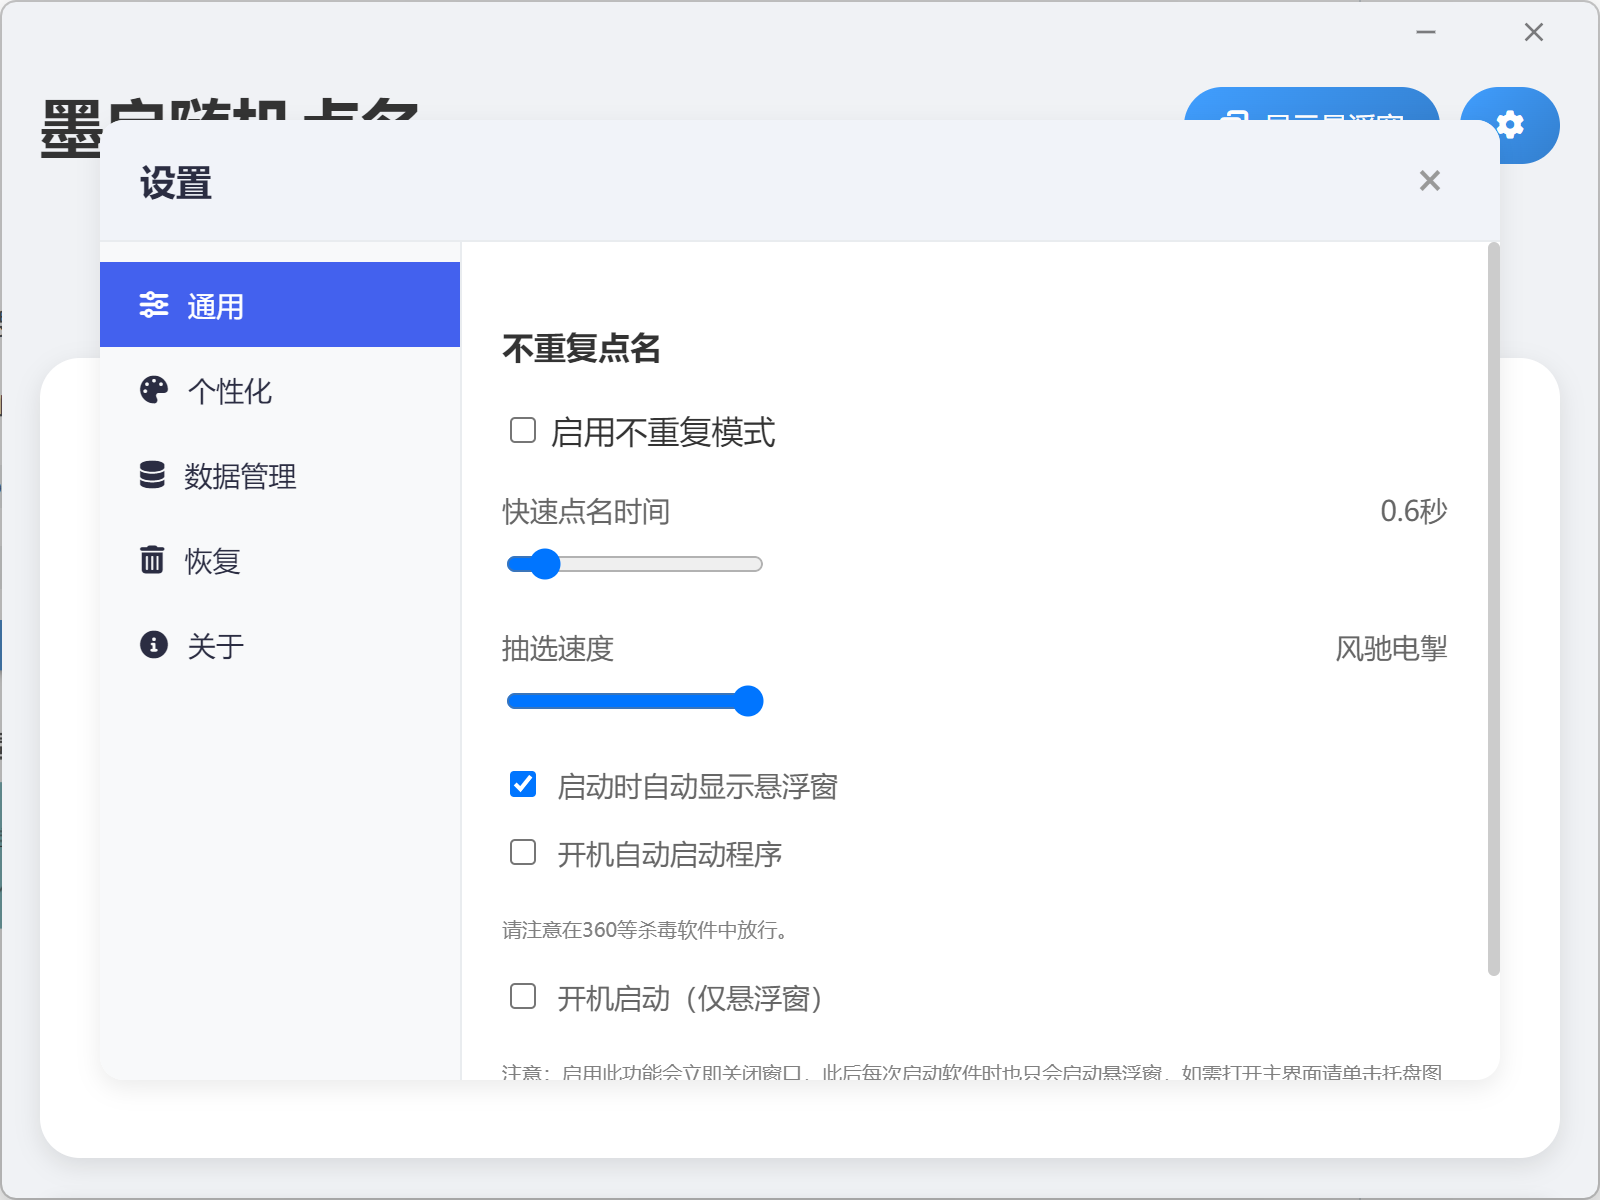 墨
设置
通用
个性化
数据管理
恢复
关于
不重复点名
启用不重复模式
快速点名时间 0.6秒
抽选速度 风驰电掣
启动时自动显示悬浮窗
开机自动启动程序
请注意在360等杀毒软件中放行。
开机启动（仅悬浮窗）
注意：启用此功能会立即关闭窗口，此后每次启动软件时也只会启动悬浮窗，如需打开主界面请单击托盘图